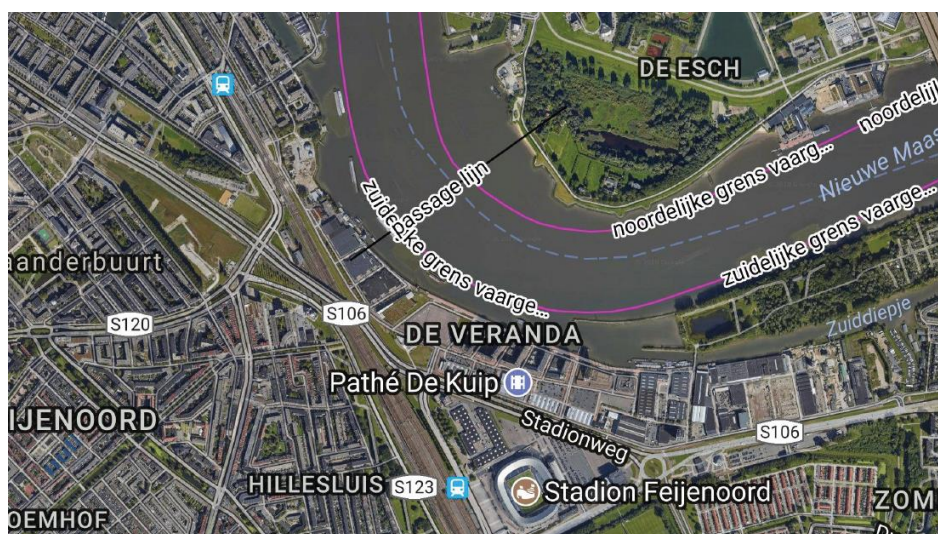 DE ESCH
noordelijk
passage lijn
noordelijke grens vaarg...
Nieuwe Maas
zuidelijke grens vaarge...
zuidelijke grens vaarge...
aanderbuurt
S120
S106
DE VERANDA
Zuiddiepje
Pathé De Kuip
IJENOORD
Stadionweg
S106
HILLESLUIS
S123
Stadion Feijenoord
ZOM
OEMHOF